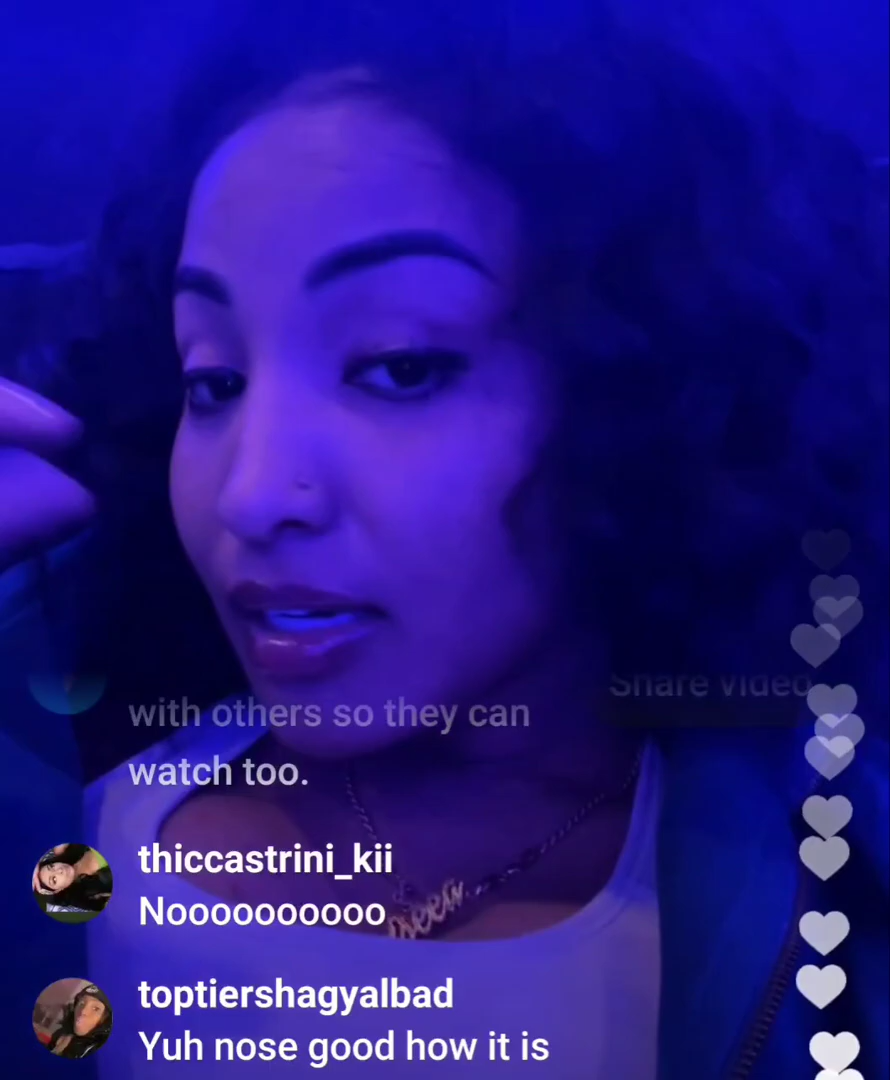 Share video
with others so they can
watch too.
thiccastrini_kii
Noooooooooo
toptiershagyalbad
Yuh nose good how it is